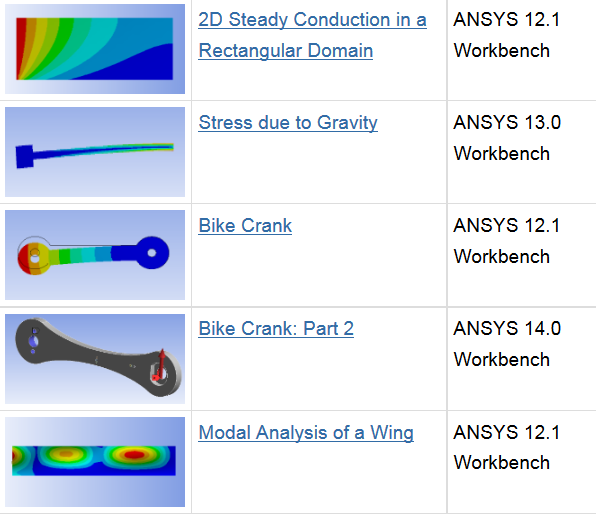 2D Steady Conduction in a
Rectangular Domain
ANSYS 12.1
Workbench
Stress due to Gravity
ANSYS 13.0
Workbench
Bike Crank
ANSYS 12.1
Workbench
Bike Crank: Part 2
ANSYS 14.0
Workbench
Modal Analysis of a Wing
ANSYS 12.1
Workbench